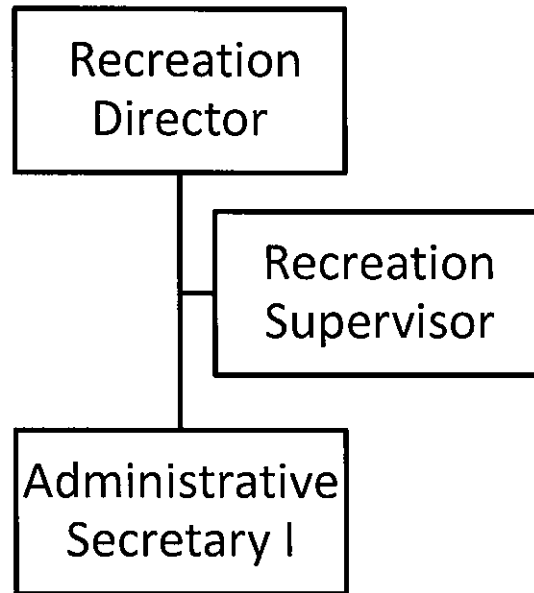 Recreation
Director
Recreation
Supervisor
Administrative
Secretary I